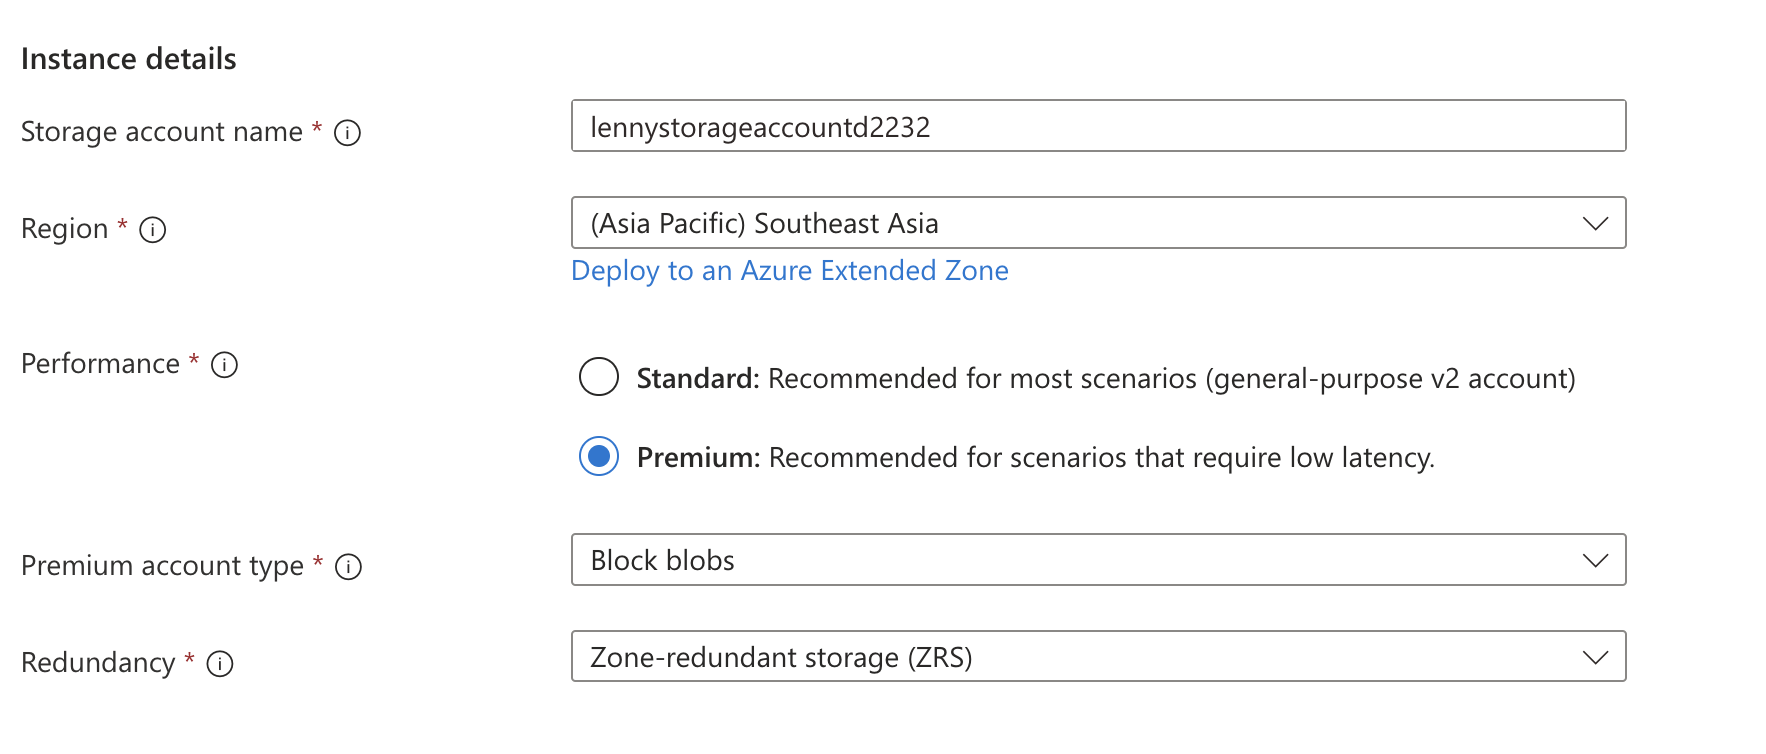 Instance details
Storage account name *
lennystorageaccountd2232
Region *
(Asia Pacific) Southeast Asia
Deploy to an Azure Extended Zone
Performance *
Standard: Recommended for most scenarios (general-purpose v2 account)
Premium: Recommended for scenarios that require low latency.
Premium account type *
Block blobs
Redundancy *
Zone-redundant storage (ZRS)